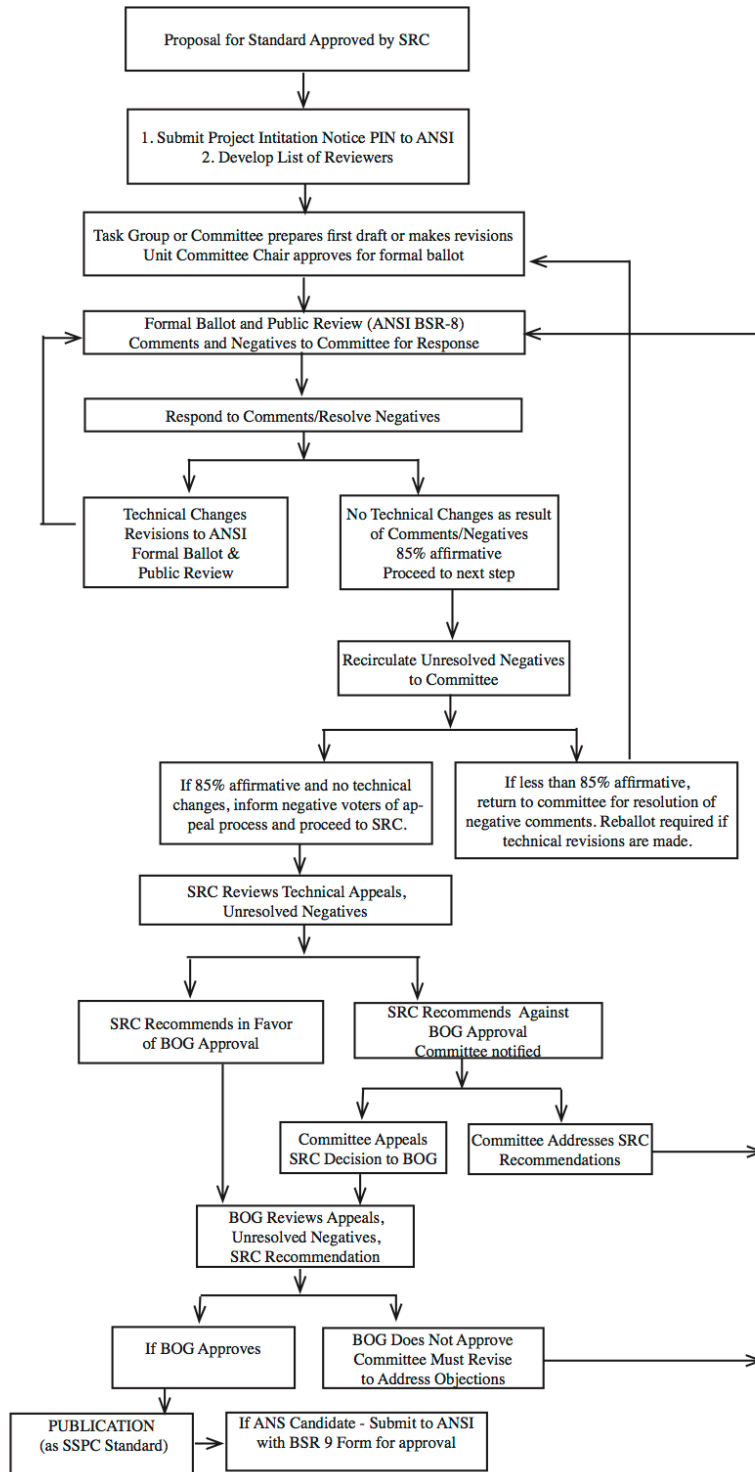 Proposal for Standard Approved by SRC
1. Submit Project Intitation Notice PIN to ANSI
2. Develop List of Reviewers
Task Group or Committee prepares first draft or makes revisions
Unit Committee Chair approves for formal ballot
Formal Ballot and Public Review (ANSI BSR-8)
Comments and Negatives to Committee for Response
Respond to Comments/Resolve Negatives
Technical Changes
Revisions to ANSI
Formal Ballot &
Public Review
No Technical Changes as result
of Comments/Negatives
85% affirmative
Proceed to next step
Recirculate Unresolved Negatives
to Committee
If 85% affirmative and no technical
changes, inform negative voters of ap-
peal process and proceed to SRC.
If less than 85% affirmative,
return to committee for resolution of
negative comments. Reballot required if
technical revisions are made.
SRC Reviews Technical Appeals,
Unresolved Negatives
SRC Recommends in Favor
of BOG Approval
SRC Recommends Against
BOG Approval
Committee notified
Committee Appeals
SRC Decision to BOG
Committee Addresses SRC
Recommendations
BOG Reviews Appeals,
Unresolved Negatives,
SRC Recommendation
If BOG Approves
BOG Does Not Approve
Committee Must Revise
to Address Objections
PUBLICATION
(as SSPC Standard)
If ANS Candidate - Submit to ANSI
with BSR 9 Form for approval